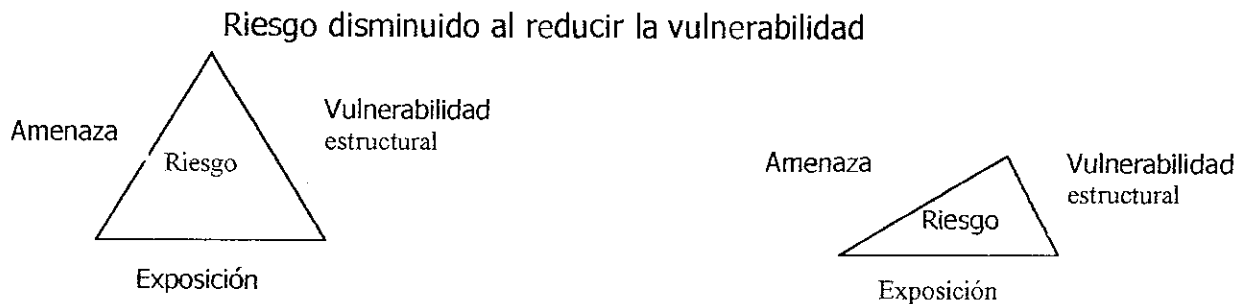 Riesgo disminuido al reducir la vulnerabilidad
Amenaza
Vulnerabilidad
estructural
Riesgo
Exposición
Amenaza
Vulnerabilidad
estructural
Riesgo
Exposición